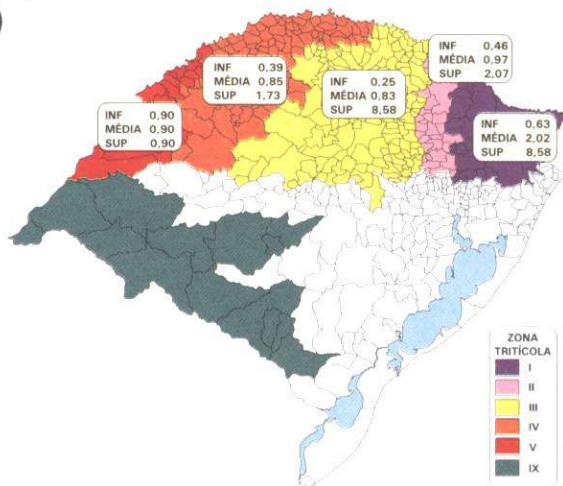 INF 0,46
MÉDIA 0,97
SUP 2,07
INF 0,39
MÉDIA 0,85
SUP 1,73
INF 0,25
MÉDIA 0,83
SUP 8,58
INF 0,90
MÉDIA 0,90
SUP 0,90
INF 0,63
MÉDIA 2,02
SUP 8,58
ZONA
TRITÍCOLA
I
II
III
IV
V
IX